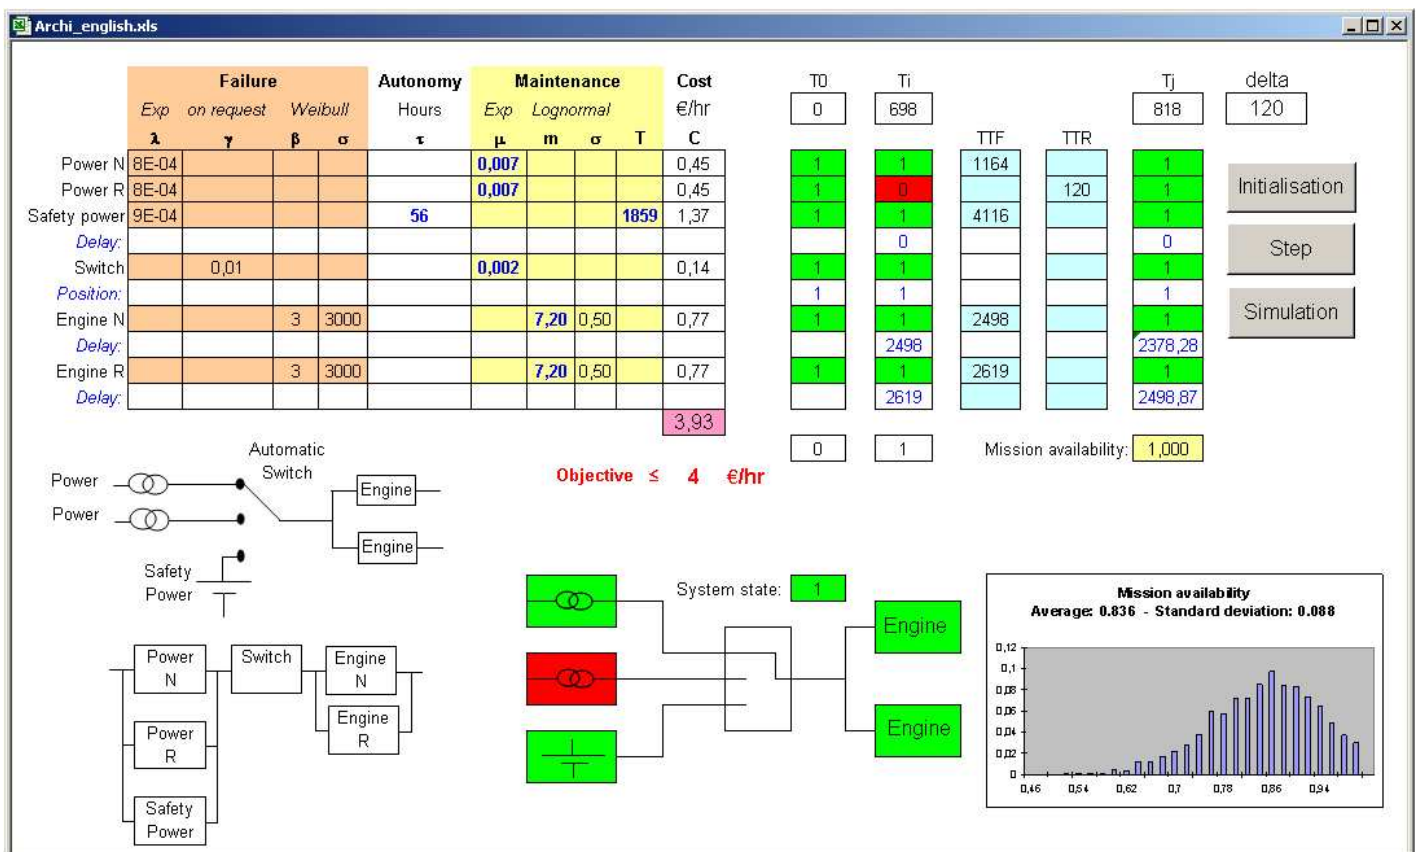 Archi_english.xls
Failure Autonomy Maintenance Cost T0 Ti Tj delta
Exp on request Weibull Hours Exp Lognormal €/hr 0 698 818 120
λ γ β σ τ μ m σ T C TTF TTR
Power N 8E-04 0,007 0,45 1 1 1164 1
Power R 8E-04 0,007 0,45 1 0 120 1 Initialisation
Safety power 9E-04 56 1859 1,37 1 1 4116 1
Delay: 0 0
Step
Switch 0,01 0,002 0,14 1 1 1
Position: 1 1 1
Engine N 3 3000 7,20 0,50 0,77 1 1 2498 1 Simulation
Delay: 2498 2378,28
Engine R 3 3000 7,20 0,50 0,77 1 1 2619 1
Delay: 2619 2498,87
3,93
0 1 Mission availability: 1,000
Automatic
Switch
Objective ≤ 4 €/hr
Power
Engine
Power
Engine
Safety
Power
System state: 1
Engine
Engine
Mission availability
Average: 0.836 - Standard deviation: 0.088
0,12
0,1
0,08
0,06
0,04
0,02
0
0,46 0,54 0,62 0,7 0,78 0,86 0,94
Power
N
Switch
Engine
N
Engine
R
Power
R
Safety
Power